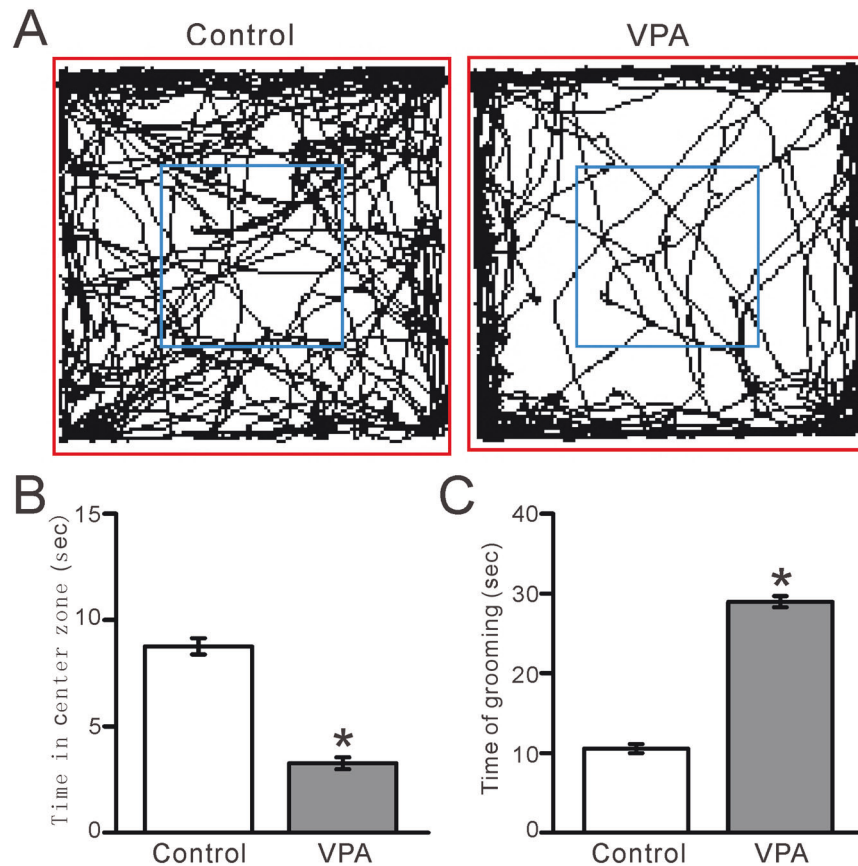 A
Control
VPA
B
Time in center zone (sec)
15
10
5
0
*
Control
VPA
C
Time of grooming (sec)
40
30
20
10
0
*
Control
VPA